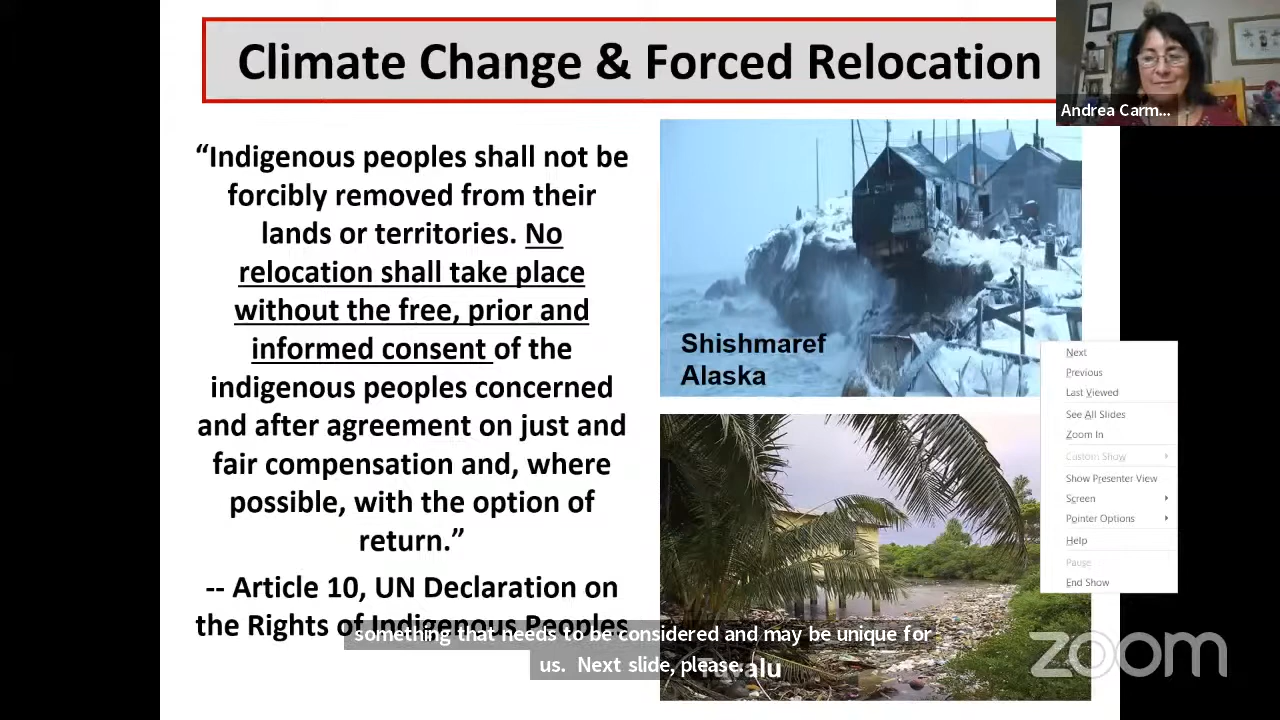 Climate Change & Forced Relocation
Andrea Carm...
“Indigenous peoples shall not be
forcibly removed from their
lands or territories. No
relocation shall take place
without the free, prior and
informed consent of the
indigenous peoples concerned
and after agreement on just and
fair compensation and, where
possible, with the option of
return.”
-- Article 10, UN Declaration on
the Rights of Indigenous Peoples
Shishmaref
Alaska
Tuvalu
Next
Previous
Last Viewed
See All Slides
Zoom In
Custom Show
Show Presenter View
Screen
Pointer Options
Help
Pause
End Show
something that needs to be considered and may be unique for
us. Next slide, please.
zoom